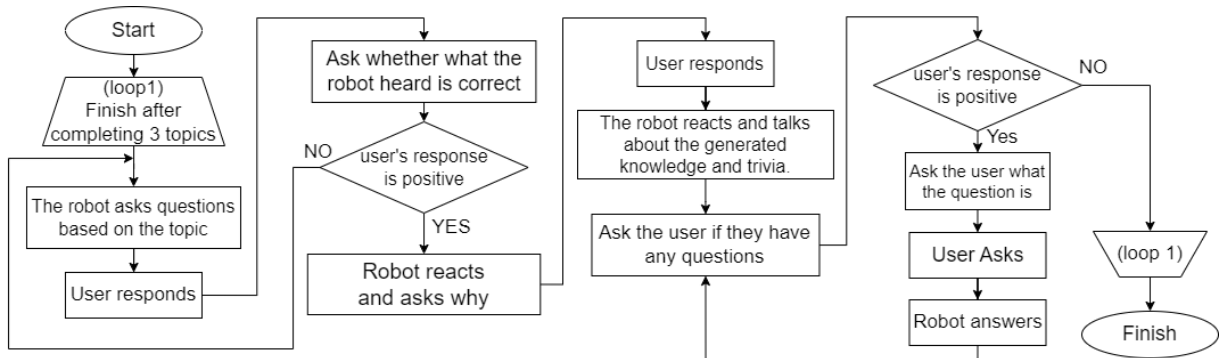 Start
(loop1)
Finish after
completing 3 topics
The robot asks questions
based on the topic
User responds
Ask whether what the
robot heard is correct
NO
user's response
is positive
YES
Robot reacts
and asks why
User responds
The robot reacts and talks
about the generated
knowledge and trivia.
Ask the user if they have
any questions
user's response
is positive
NO
Yes
Ask the user what
the question is
User Asks
Robot answers
(loop 1)
Finish